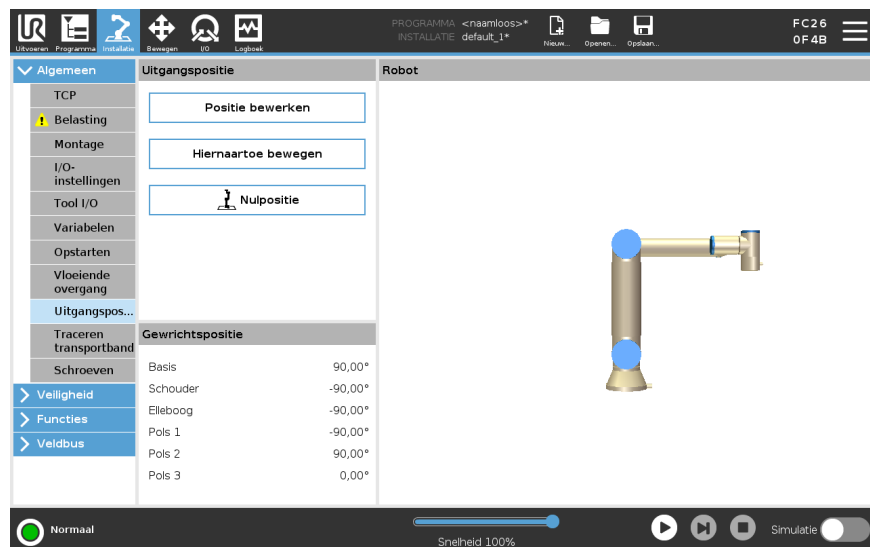 PROGRAMMA <naamloos>*
INSTALLATIE default_1*
FC26
0F4B
Uitvoeren Programma Installatie Bewegen I/O Logboek Nieuw... Openen... Opslaan...
Algemeen
TCP
Belasting
Montage
I/O-
instellingen
Tool I/O
Variabelen
Opstarten
Vloeiende
overgang
Uitgangspos...
Traceren
transportband
Schroeven
Veiligheid
Functies
Veldbus
Uitgangspositie
Positie bewerken
Hiernaartoe bewegen
Nulpositie
Gewrichtspositie
Basis 90,00°
Schouder -90,00°
Elleboog -90,00°
Pols 1 -90,00°
Pols 2 90,00°
Pols 3 0,00°
Robot
Normaal
Snelheid 100%
Simulatie